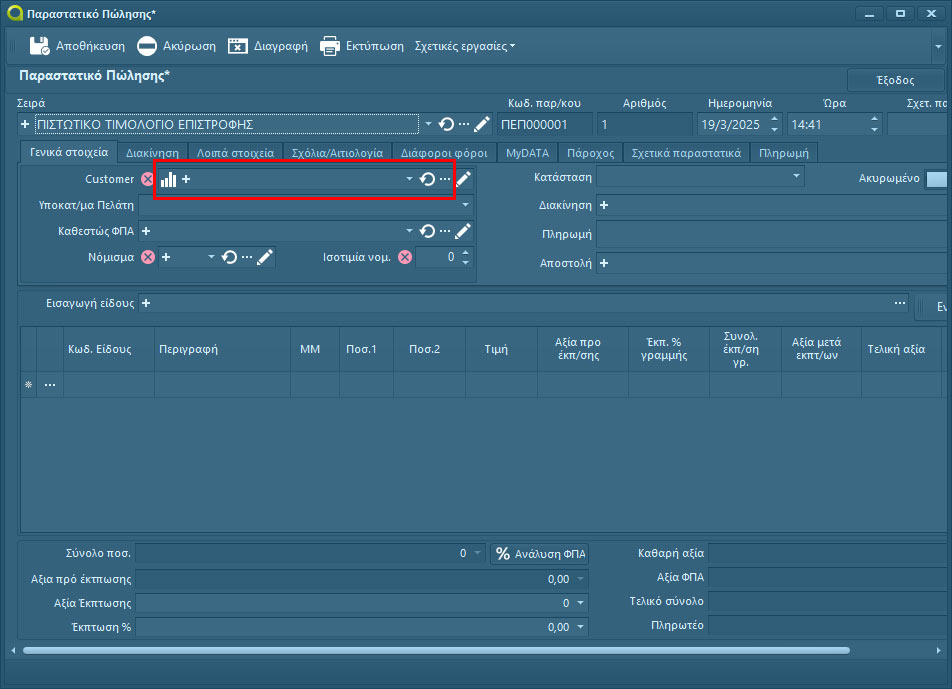 Παραστατικό Πώλησης*
Αποθήκευση Ακύρωση Διαγραφή Εκτύπωση Σχετικές εργασίες
Παραστατικό Πώλησης*
Έξοδος
Σειρά Κωδ. παρ/κου Αριθμός Ημερομηνία Ώρα Σχετ. πα
ΠΙΣΤΩΤΙΚΟ ΤΙΜΟΛΟΓΙΟ ΕΠΙΣΤΡΟΦΗΣ ΠΕΠ000001 1 19/3/2025 14:41
Γενικά στοιχεία Διακίνηση Λοιπά στοιχεία Σχόλια/Αιτιολογία Διάφοροι φόροι MyDATA Πάροχος Σχετικά παραστατικά Πληρωμή
Customer Κατάσταση Ακυρωμένο
Υποκατ/μα Πελάτη Διακίνηση
Καθεστώς ΦΠΑ Πληρωμή
Νόμισμα Ισοτιμία νομ. 0 Αποστολή
Εισαγωγή είδους Εν
Κωδ. Είδους Περιγραφή ΜΜ Ποσ.1 Ποσ.2 Τιμή Αξία προ έκπ/σης Έκπ. % γραμμής Συνολ. έκπ/ση γρ. Αξία μετά εκπτ/ων Τελική αξία
Σύνολο ποσ. 0 % Ανάλυση ΦΠΑ Καθαρή αξία
Αξια πρό έκτπωσης 0,00 Αξία ΦΠΑ
Αξία Έκπτωσης 0 Τελικό σύνολο
Έκπτωση % 0,00 Πληρωτέο